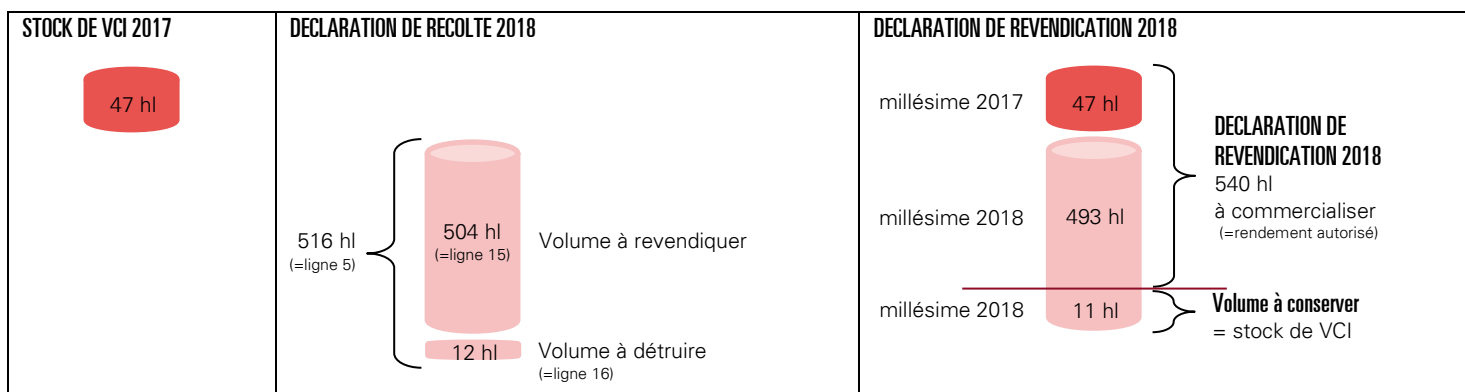 STOCK DE VCI 2017
47 hl
DECLARATION DE RECOLTE 2018
516 hl
(=ligne 5)
504 hl
(=ligne 15)
Volume à revendiquer
12 hl
Volume à détruire
(=ligne 16)
DECLARATION DE REVENDICATION 2018
millésime 2017
47 hl
millésime 2018
493 hl
DECLARATION DE
REVENDICATION 2018
540 hl
à commercialiser
(=rendement autorisé)
millésime 2018
11 hl
Volume à conserver
= stock de VCI